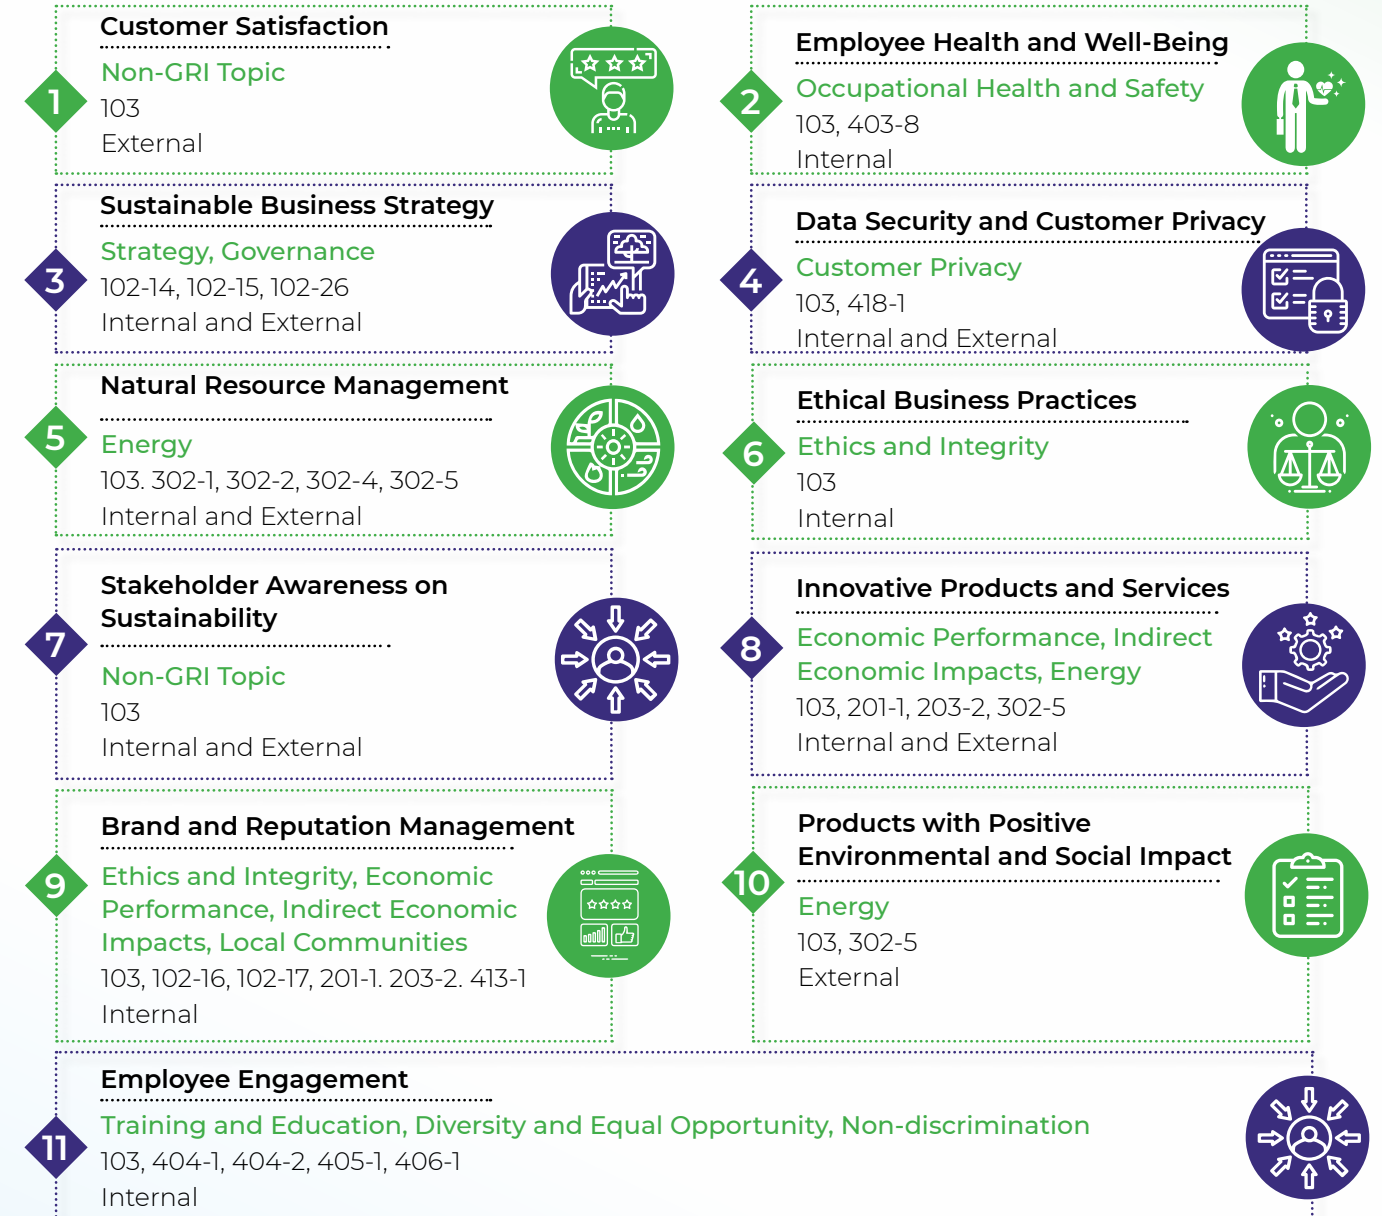 Customer Satisfaction
1
Non-GRI Topic
103
External
Employee Health and Well-Being
2
Occupational Health and Safety
103, 403-8
Internal
Sustainable Business Strategy
3
Strategy, Governance
102-14, 102-15, 102-26
Internal and External
Data Security and Customer Privacy
4
Customer Privacy
103, 418-1
Internal and External
Natural Resource Management
5
Energy
103. 302-1, 302-2, 302-4, 302-5
Internal and External
Ethical Business Practices
6
Ethics and Integrity
103
Internal
Stakeholder Awareness on
Sustainability
7
Non-GRI Topic
103
Internal and External
Innovative Products and Services
8
Economic Performance, Indirect
Economic Impacts, Energy
103, 201-1, 203-2, 302-5
Internal and External
Brand and Reputation Management
9
Ethics and Integrity, Economic
Performance, Indirect Economic
Impacts, Local Communities
103, 102-16, 102-17, 201-1. 203-2. 413-1
Internal
Products with Positive
Environmental and Social Impact
10
Energy
103, 302-5
External
Employee Engagement
11
Training and Education, Diversity and Equal Opportunity, Non-discrimination
103, 404-1, 404-2, 405-1, 406-1
Internal